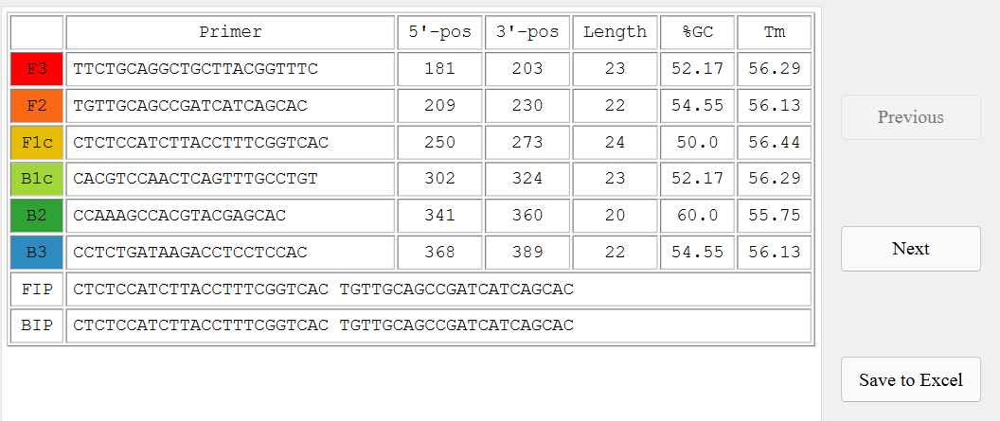 Primer 5'-pos 3'-pos Length %GC Tm
F3 TTCTGCAGGCTGCTTACGGTTTC 181 203 23 52.17 56.29
F2 TGTTGCAGCCGATCATCAGCAC 209 230 22 54.55 56.13
F1c CTCTCCATCTTACCTTTCGGTCAC 250 273 24 50.0 56.44
B1c CACGTCCAACTCAGTTTGCCTGT 302 324 23 52.17 56.29
B2 CCAAAGCCACGTACGAGCAC 341 360 20 60.0 55.75
B3 CCTCTGATAAGACCTCCTCCAC 368 389 22 54.55 56.13
FIP CTCTCCATCTTACCTTTCGGTCAC TGTTGCAGCCGATCATCAGCAC
BIP CTCTCCATCTTACCTTTCGGTCAC TGTTGCAGCCGATCATCAGCAC
Previous
Next
Save to Excel